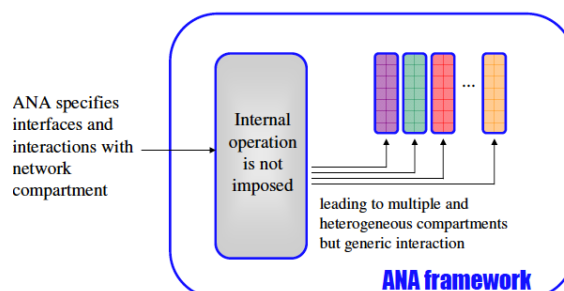 ANA specifies
interfaces and
interactions with
network
compartment
Internal
operation
is not
imposed
...
leading to multiple and
heterogeneous compartments
but generic interaction
ANA framework